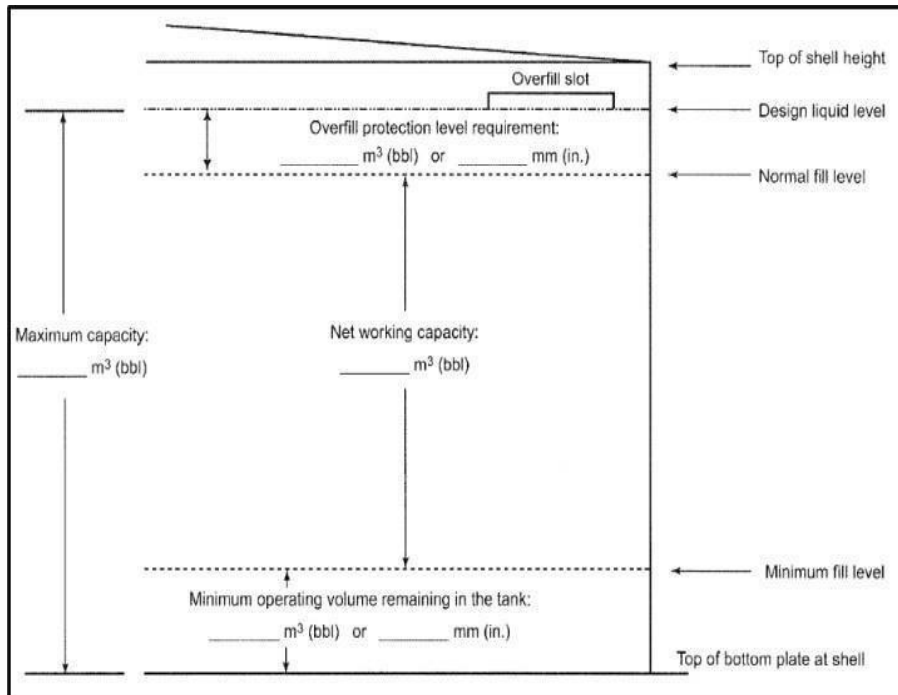 Top of shell height
Overfill slot
Design liquid level
Overfill protection level requirement:
________ m³ (bbl) or ________ mm (in.)
Normal fill level
Maximum capacity:
________ m³ (bbl)
Net working capacity:
________ m³ (bbl)
Minimum fill level
Minimum operating volume remaining in the tank:
________ m³ (bbl) or ________ mm (in.)
Top of bottom plate at shell